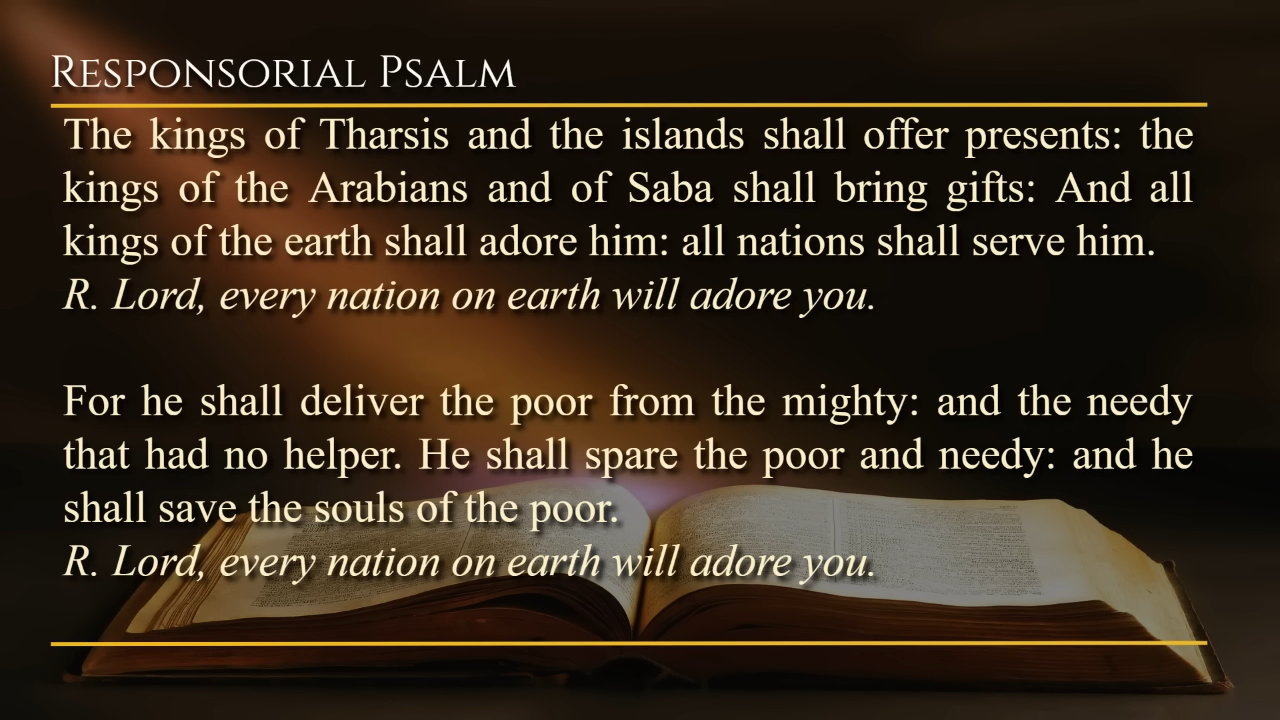 Responsorial Psalm
The kings of Tharsis and the islands shall offer presents: the
kings of the Arabians and of Saba shall bring gifts: And all
kings of the earth shall adore him: all nations shall serve him.
R. Lord, every nation on earth will adore you.
For he shall deliver the poor from the mighty: and the needy
that had no helper. He shall spare the poor and needy: and he
shall save the souls of the poor.
R. Lord, every nation on earth will adore you.